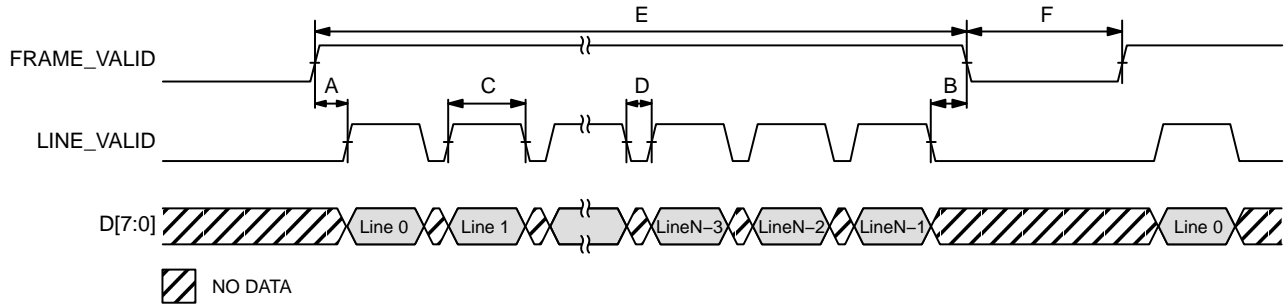 E
F
FRAME_VALID
A
C
D
B
LINE_VALID
D[7:0]
Line 0
Line 1
LineN−3
LineN−2
LineN−1
Line 0
NO DATA